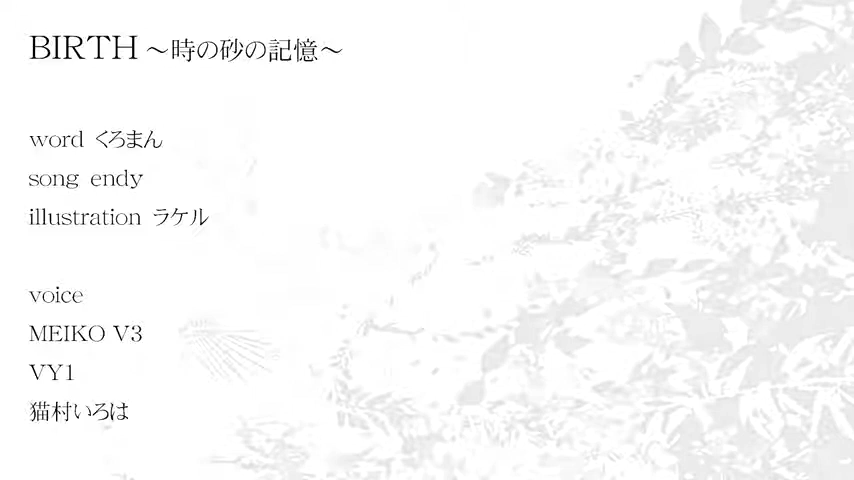 BIRTH ～時の砂の記憶～
word くろまん
song endy
illustration ラケル
voice
MEIKO V3
VY1
猫村いろは